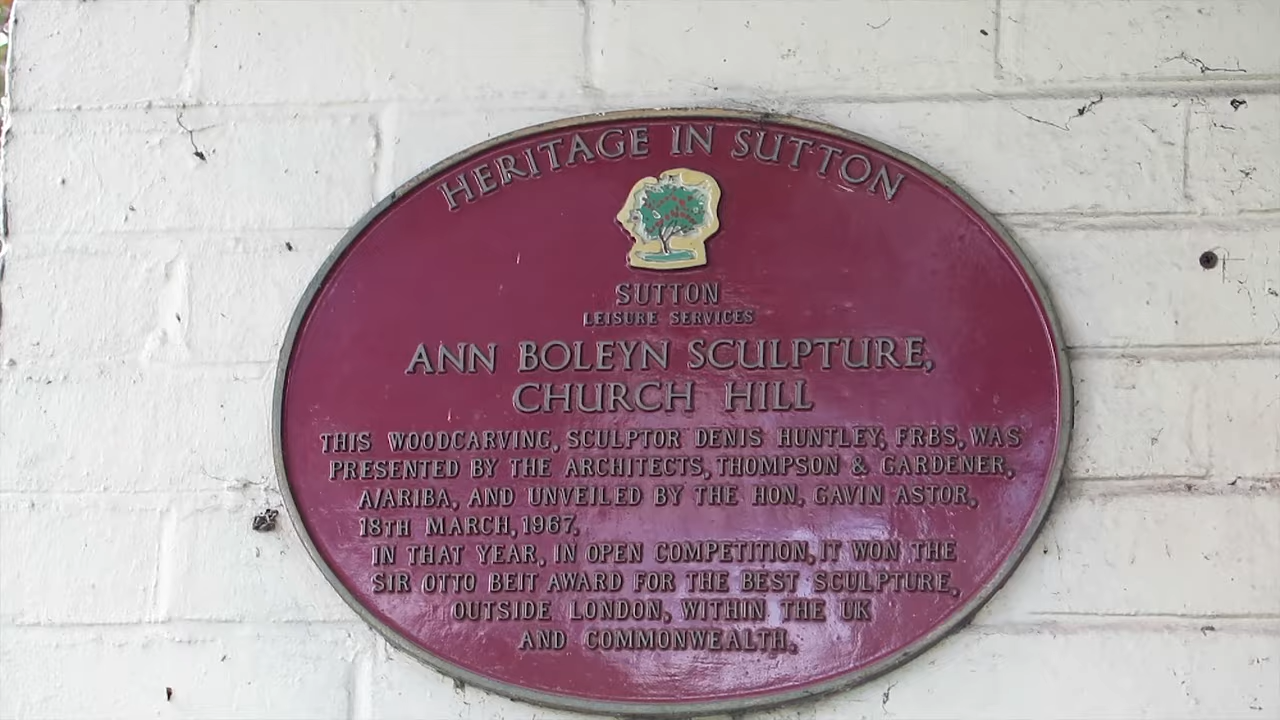 HERITAGE IN SUTTON
SUTTON
LEISURE SERVICES
ANN BOLEYN SCULPTURE,
CHURCH HILL
THIS WOODCARVING, SCULPTOR DENIS HUNTLEY, FRBS, WAS
PRESENTED BY THE ARCHITECTS, THOMPSON & GARDENER,
A/ARIBA, AND UNVEILED BY THE HON. GAVIN ASTOR,
18TH MARCH, 1967.
IN THAT YEAR, IN OPEN COMPETITION, IT WON THE
SIR OTTO BEIT AWARD FOR THE BEST SCULPTURE,
OUTSIDE LONDON, WITHIN THE UK
AND COMMONWEALTH.